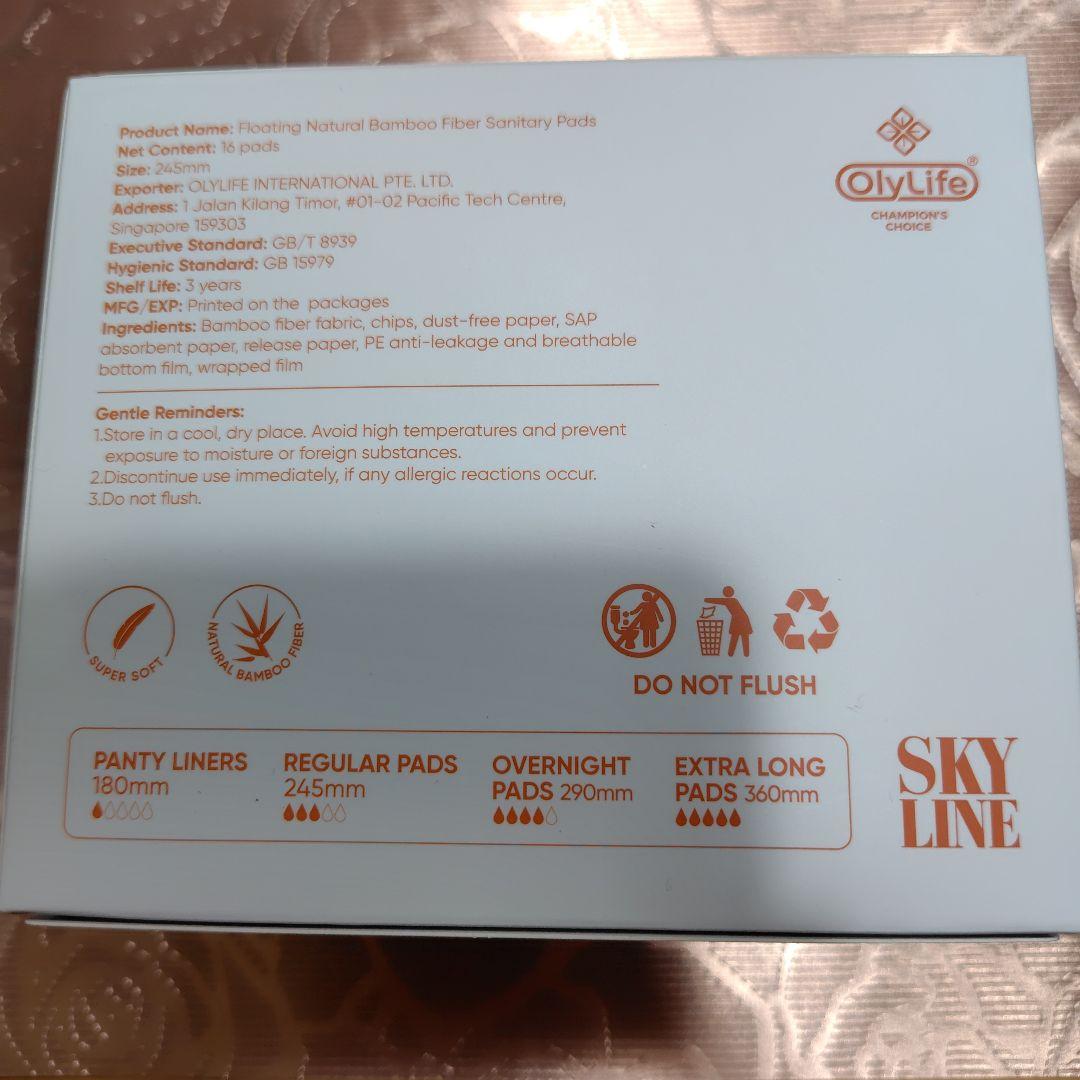 Product Name: Floating Natural Bamboo Fiber Sanitary Pads
Net Content: 16 pads
Size: 245mm
Exporter: OLYLIFE INTERNATIONAL PTE. LTD.
Address: 1 Jalan Kilang Timor, #01-02 Pacific Tech Centre,
Singapore 159303
Executive Standard: GB/T 8939
Hygienic Standard: GB 15979
Shelf Life: 3 years
MFG/EXP: Printed on the packages
Ingredients: Bamboo fiber fabric, chips, dust-free paper, SAP
absorbent paper, release paper, PE anti-leakage and breathable
bottom film, wrapped film
OlyLife®
CHAMPION'S
CHOICE
Gentle Reminders:
1.Store in a cool, dry place. Avoid high temperatures and prevent
exposure to moisture or foreign substances.
2.Discontinue use immediately, if any allergic reactions occur.
3.Do not flush.
SUPER SOFT
NATURAL BAMBOO FIBER
DO NOT FLUSH
PANTY LINERS
180mm
REGULAR PADS
245mm
OVERNIGHT
PADS 290mm
EXTRA LONG
PADS 360mm
SKY
LINE